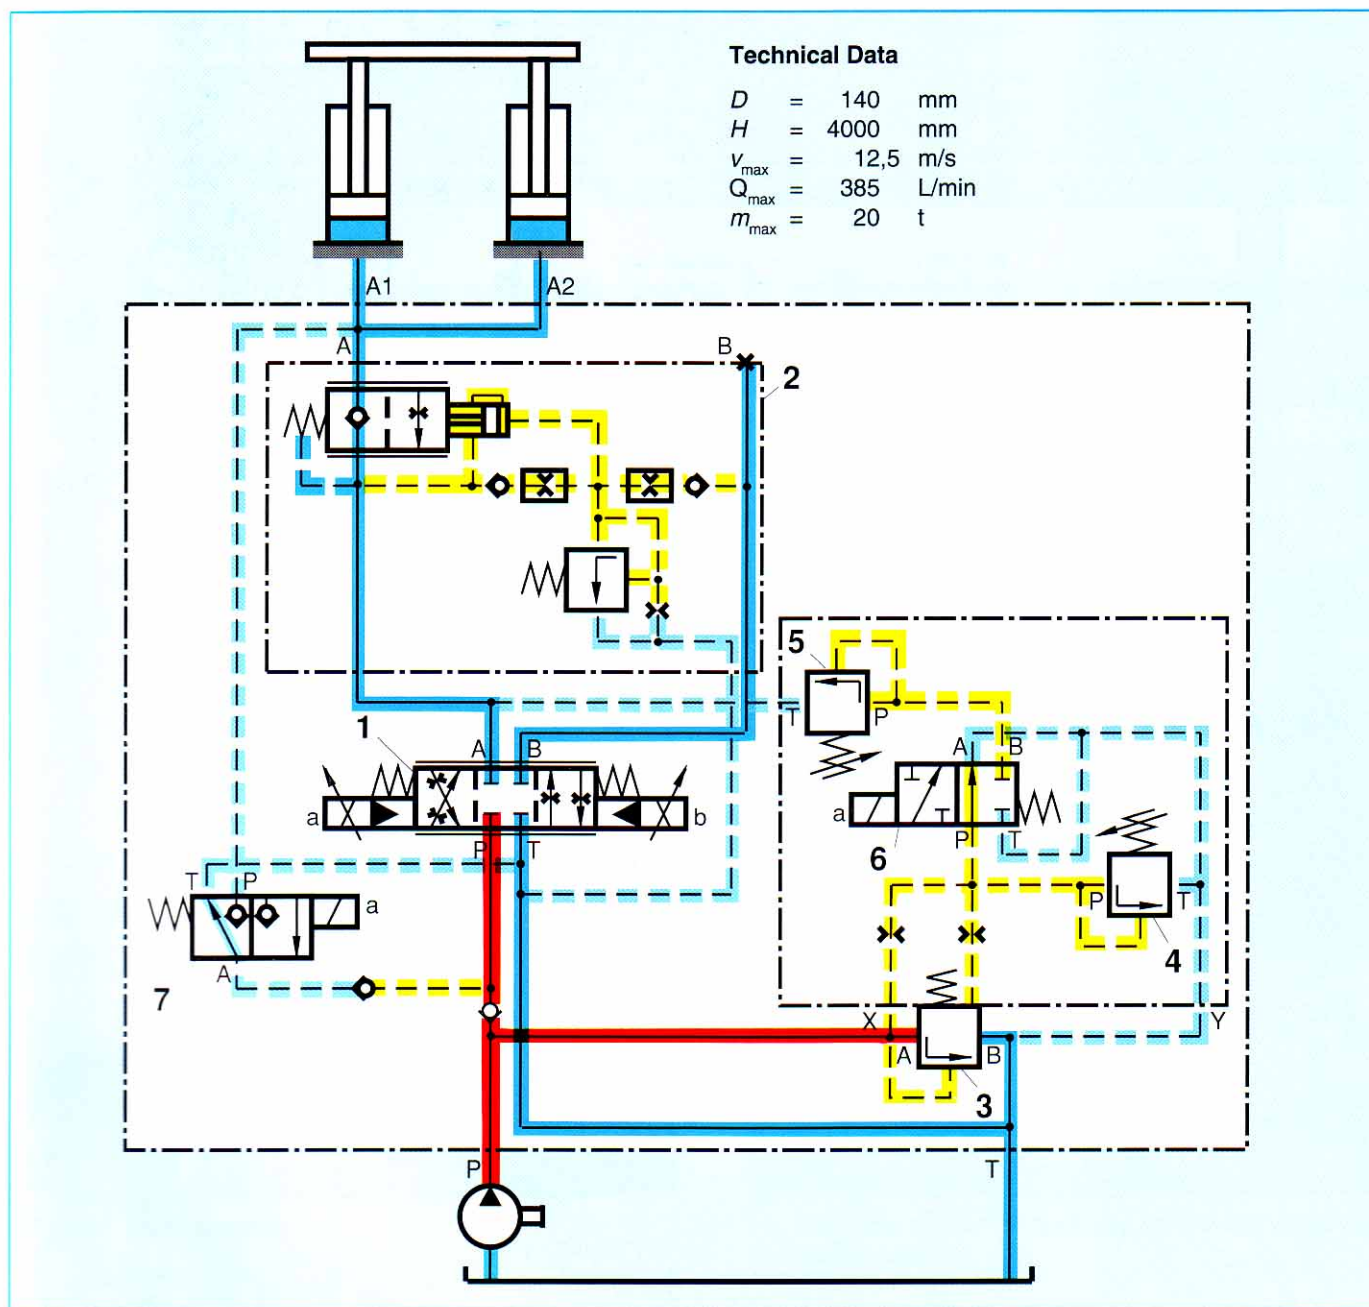 Technical Data
D = 140 mm
H = 4000 mm
vmax = 12,5 m/s
Qmax = 385 L/min
mmax = 20 t
A1
A2
A
B
2
5
T
P
1
A
B
A
B
a
b
a
P
T
P
T
6
T
P
T
4
T
P
a
A
7
X
Y
A
B
3
P
T